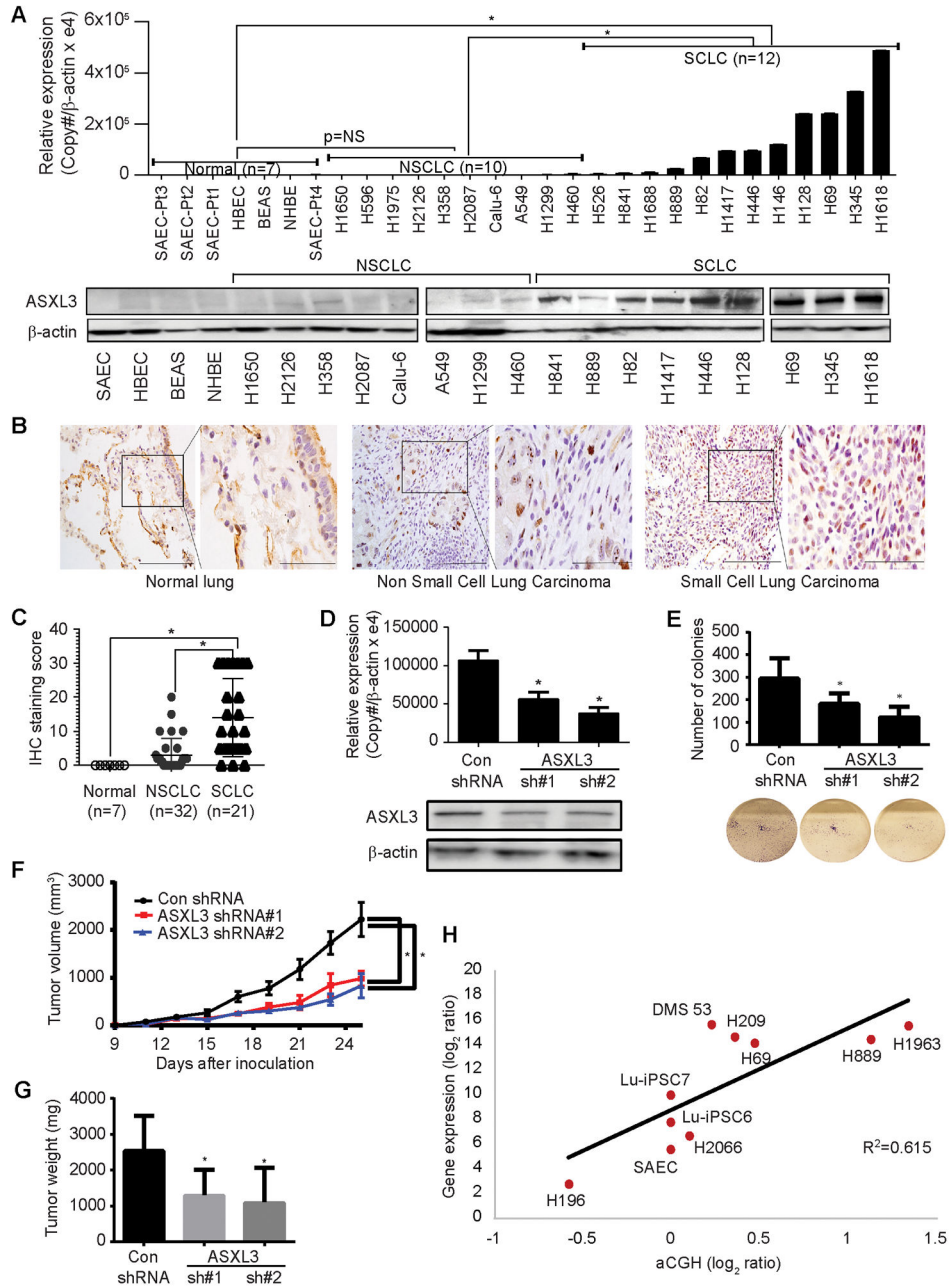 A
Relative expression
(Copy#/β-actin x e4)
6x10⁵
4x10⁵
2x10⁵
0
*
*
SCLC (n=12)
p=NS
Normal (n=7)
NSCLC (n=10)
SAEC-Pt3
SAEC-Pt2
SAEC-Pt1
HBEC
BEAS
NHBE
SAEC-Pt4
H1650
H596
H1975
H2126
H358
H2087
Calu-6
A549
H1299
H460
H526
H841
H1688
H889
H82
H1417
H446
H146
H128
H69
H345
H1618
NSCLC
SCLC
ASXL3
β-actin
SAEC
HBEC
BEAS
NHBE
H1650
H2126
H358
H2087
Calu-6
A549
H1299
H460
H841
H889
H82
H1417
H446
H128
H69
H345
H1618
B
Normal lung
Non Small Cell Lung Carcinoma
Small Cell Lung Carcinoma
C
IHC staining score
40
30
20
10
0
*
*
Normal
(n=7)
NSCLC
(n=32)
SCLC
(n=21)
D
Relative expression
(Copy#/β-actin x e4)
150000
100000
50000
0
*
*
Con
shRNA
ASXL3
sh#1
sh#2
ASXL3
β-actin
E
Number of colonies
500
400
300
200
100
0
*
*
Con
shRNA
ASXL3
sh#1
sh#2
F
Tumor volume (mm³)
3000
2000
1000
0
Con shRNA
ASXL3 shRNA#1
ASXL3 shRNA#2
*
*
9
12
15
18
21
24
Days after inoculation
G
Tumor weight (mg)
4000
3000
2000
1000
0
*
*
Con
shRNA
ASXL3
sh#1
sh#2
H
Gene expression (log₂ ratio)
20
18
16
14
12
10
8
6
4
2
0
DMS 53
H209
H69
H889
H1963
Lu-iPSC7
Lu-iPSC6
H2066
SAEC
H196
R²=0.615
-1
-0.5
0
0.5
1
1.5
aCGH (log₂ ratio)